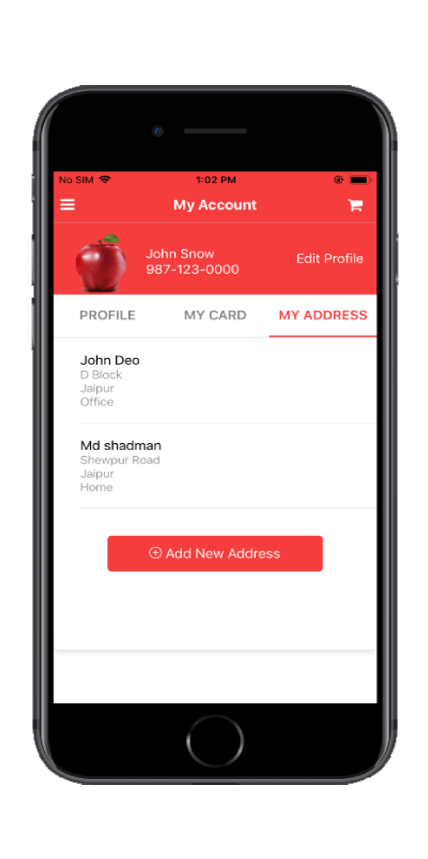 No SIM 1:02 PM
My Account
John Snow
987-123-0000
Edit Profile
PROFILE MY CARD MY ADDRESS
John Deo
D Block
Jaipur
Office
Md shadman
Shewpur Road
Jaipur
Home
Add New Address